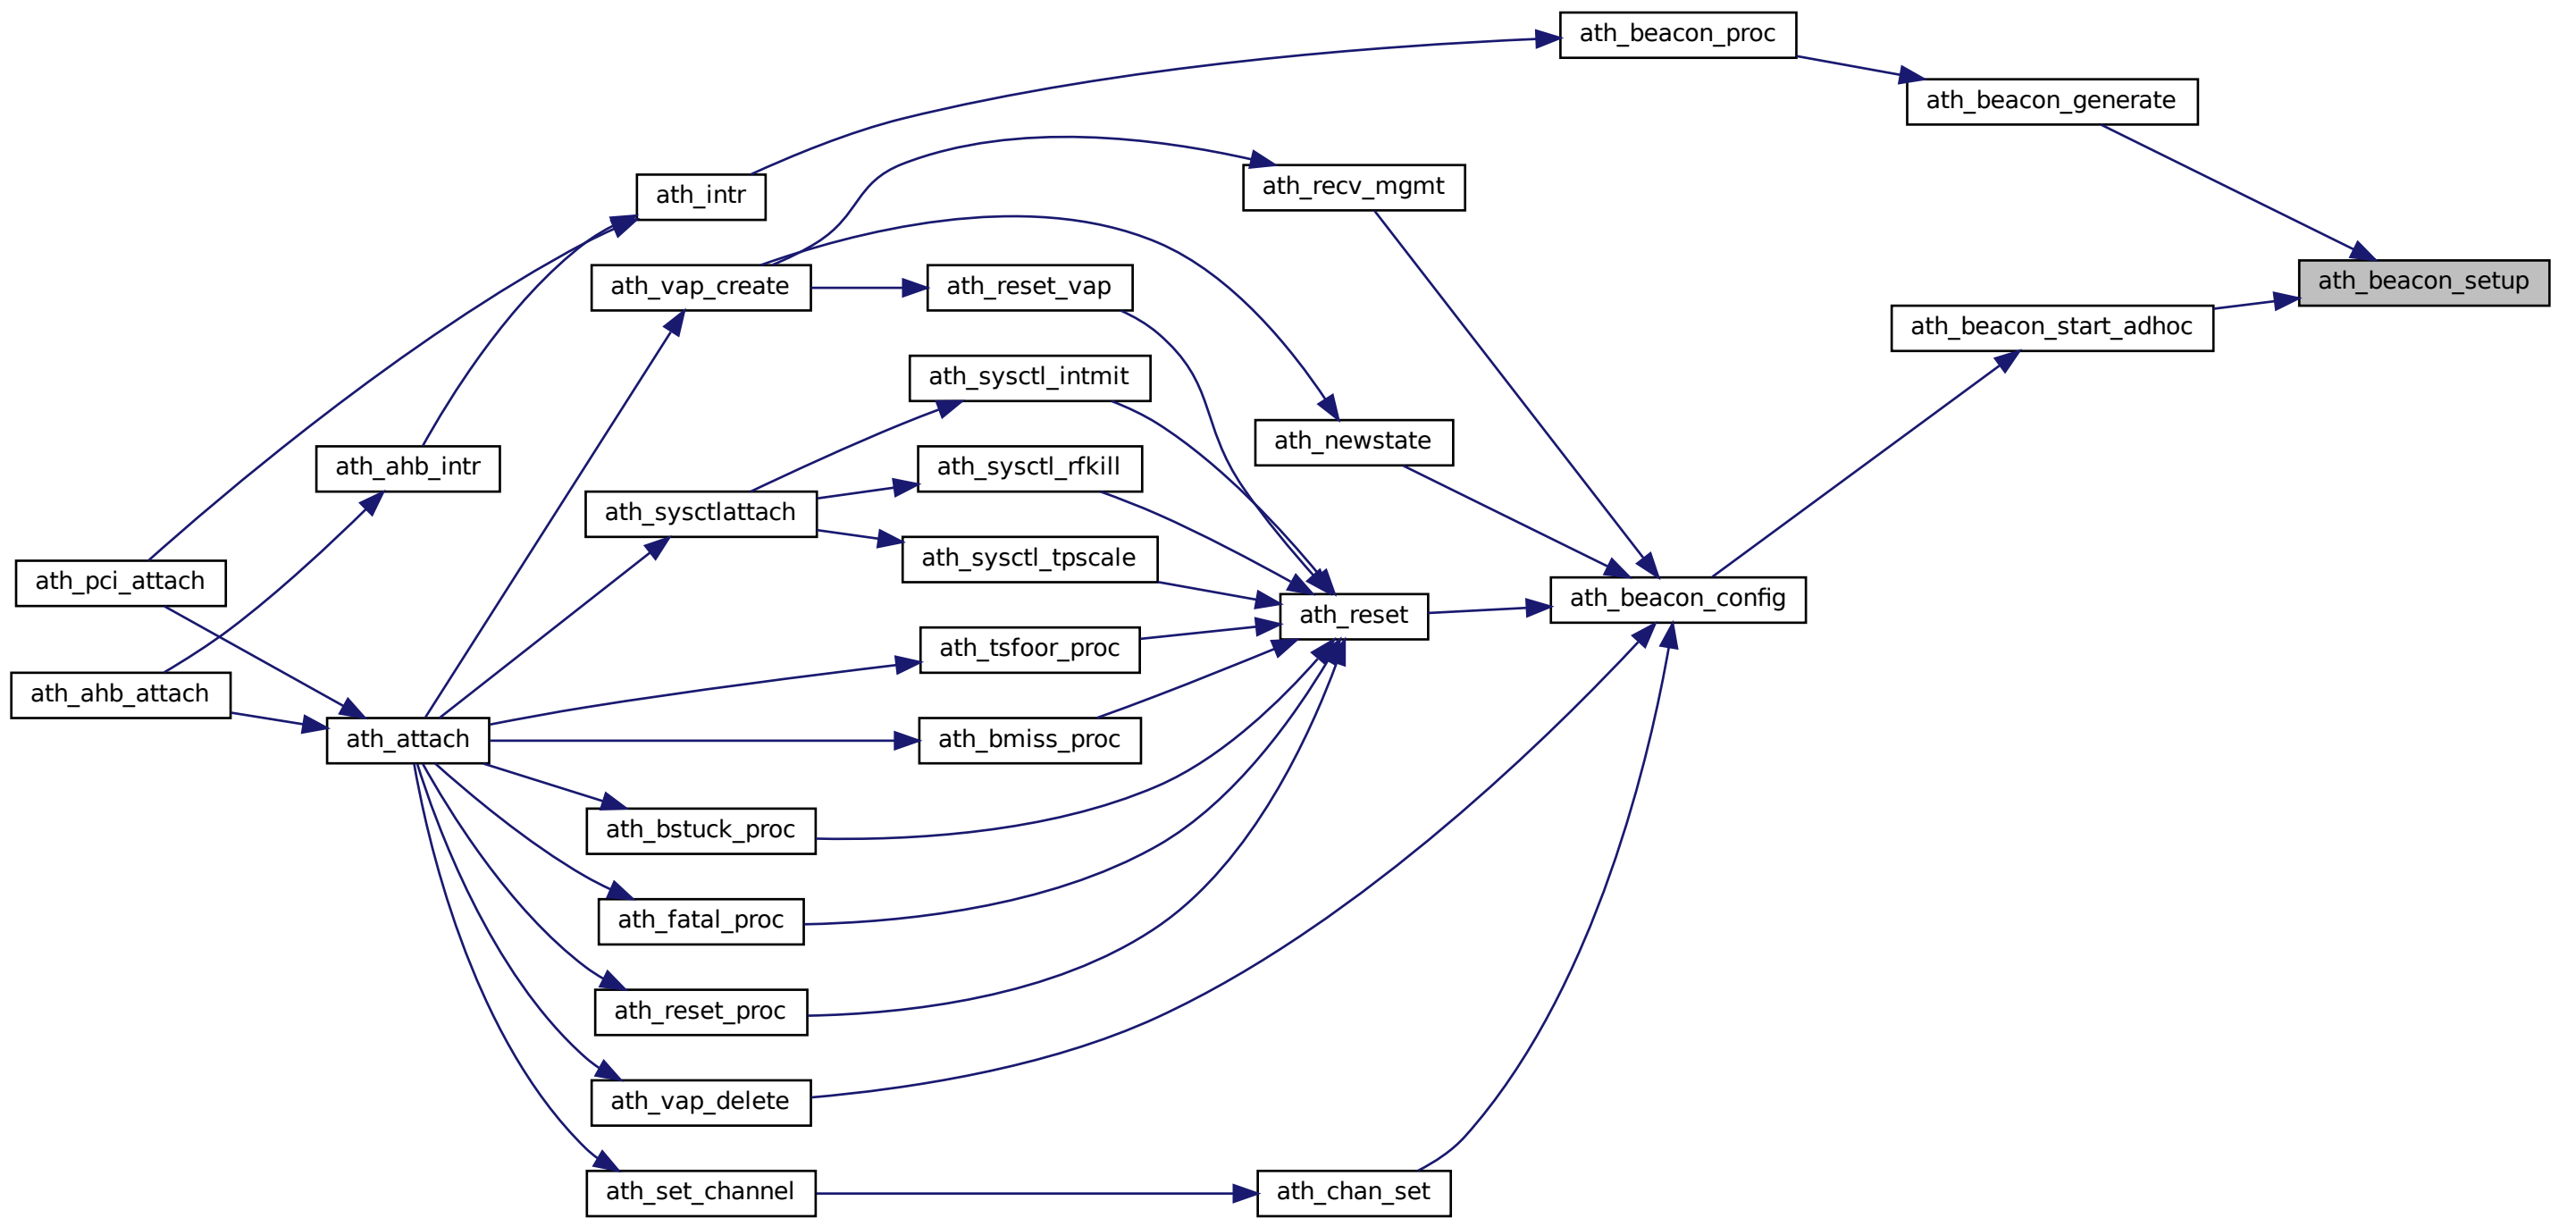 ath_beacon_proc
ath_beacon_generate
ath_recv_mgmt
ath_intr
ath_beacon_setup
ath_vap_create
ath_reset_vap
ath_beacon_start_adhoc
ath_sysctl_intmit
ath_newstate
ath_ahb_intr
ath_sysctl_rfkill
ath_sysctlattach
ath_sysctl_tpscale
ath_pci_attach
ath_beacon_config
ath_reset
ath_tsfoor_proc
ath_ahb_attach
ath_attach
ath_bmiss_proc
ath_bstuck_proc
ath_fatal_proc
ath_reset_proc
ath_vap_delete
ath_set_channel
ath_chan_set